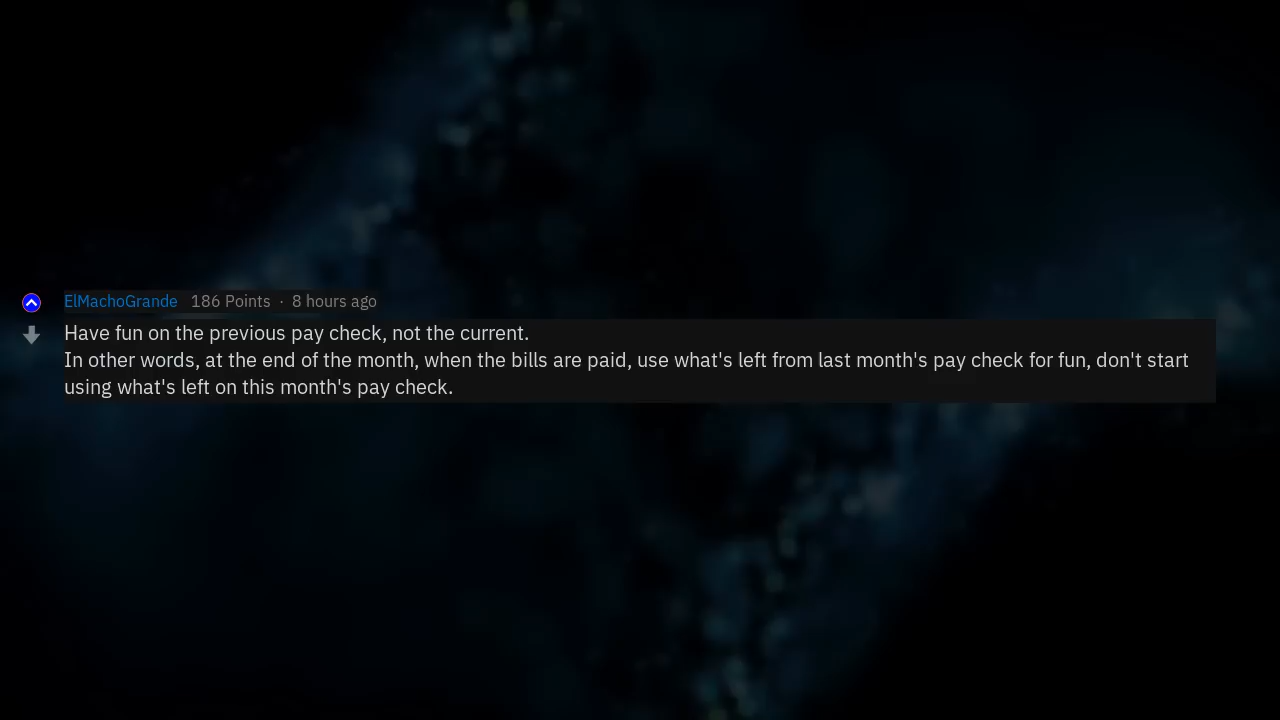 ElMachoGrande 186 Points · 8 hours ago
Have fun on the previous pay check, not the current.
In other words, at the end of the month, when the bills are paid, use what's left from last month's pay check for fun, don't start
using what's left on this month's pay check.